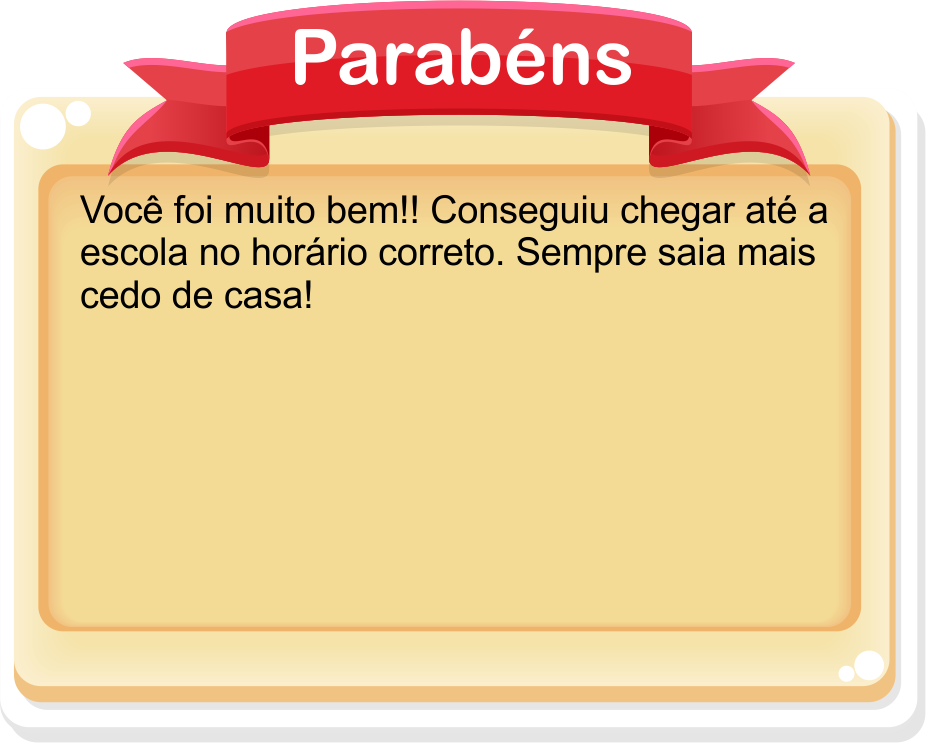 Parabéns
Você foi muito bem!! Conseguiu chegar até a
escola no horário correto. Sempre saia mais
cedo de casa!